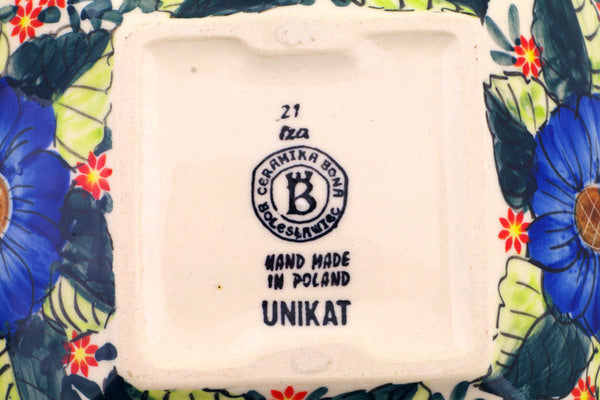 21
CERAMIKA BONA
B
BOLESŁAWIEC
HAND MADE
IN POLAND
UNIKAT